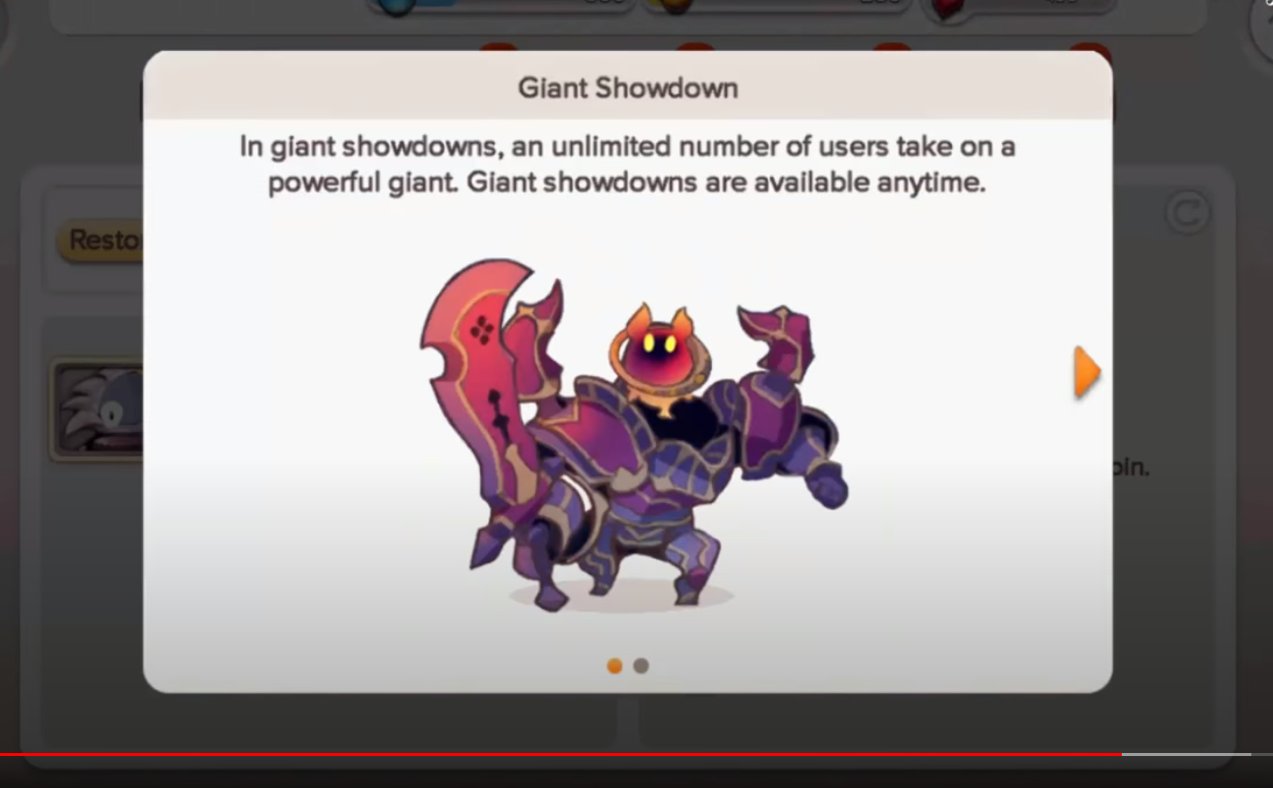 Giant Showdown
In giant showdowns, an unlimited number of users take on a
powerful giant. Giant showdowns are available anytime.
Resto
oin.